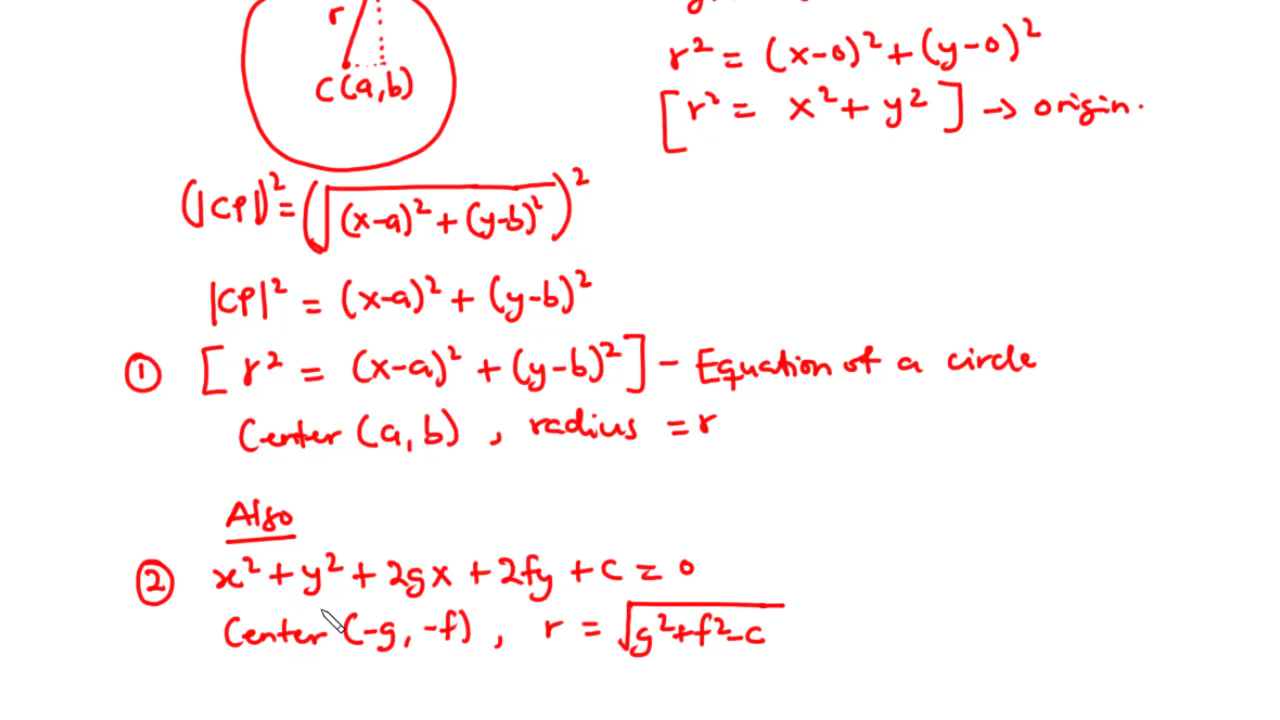 r
C(a,b)
r² = (x-0)² + (y-0)²
[r² = x² + y²] → origin.
(|CP|)² = (√((x-a)² + (y-b)²))²
|CP|² = (x-a)² + (y-b)²
① [r² = (x-a)² + (y-b)²] - Equation of a circle
Center (a,b), radius = r
Also
② x² + y² + 2gx + 2fy + c = 0
Center (-g, -f), r = √(g²+f²-c)